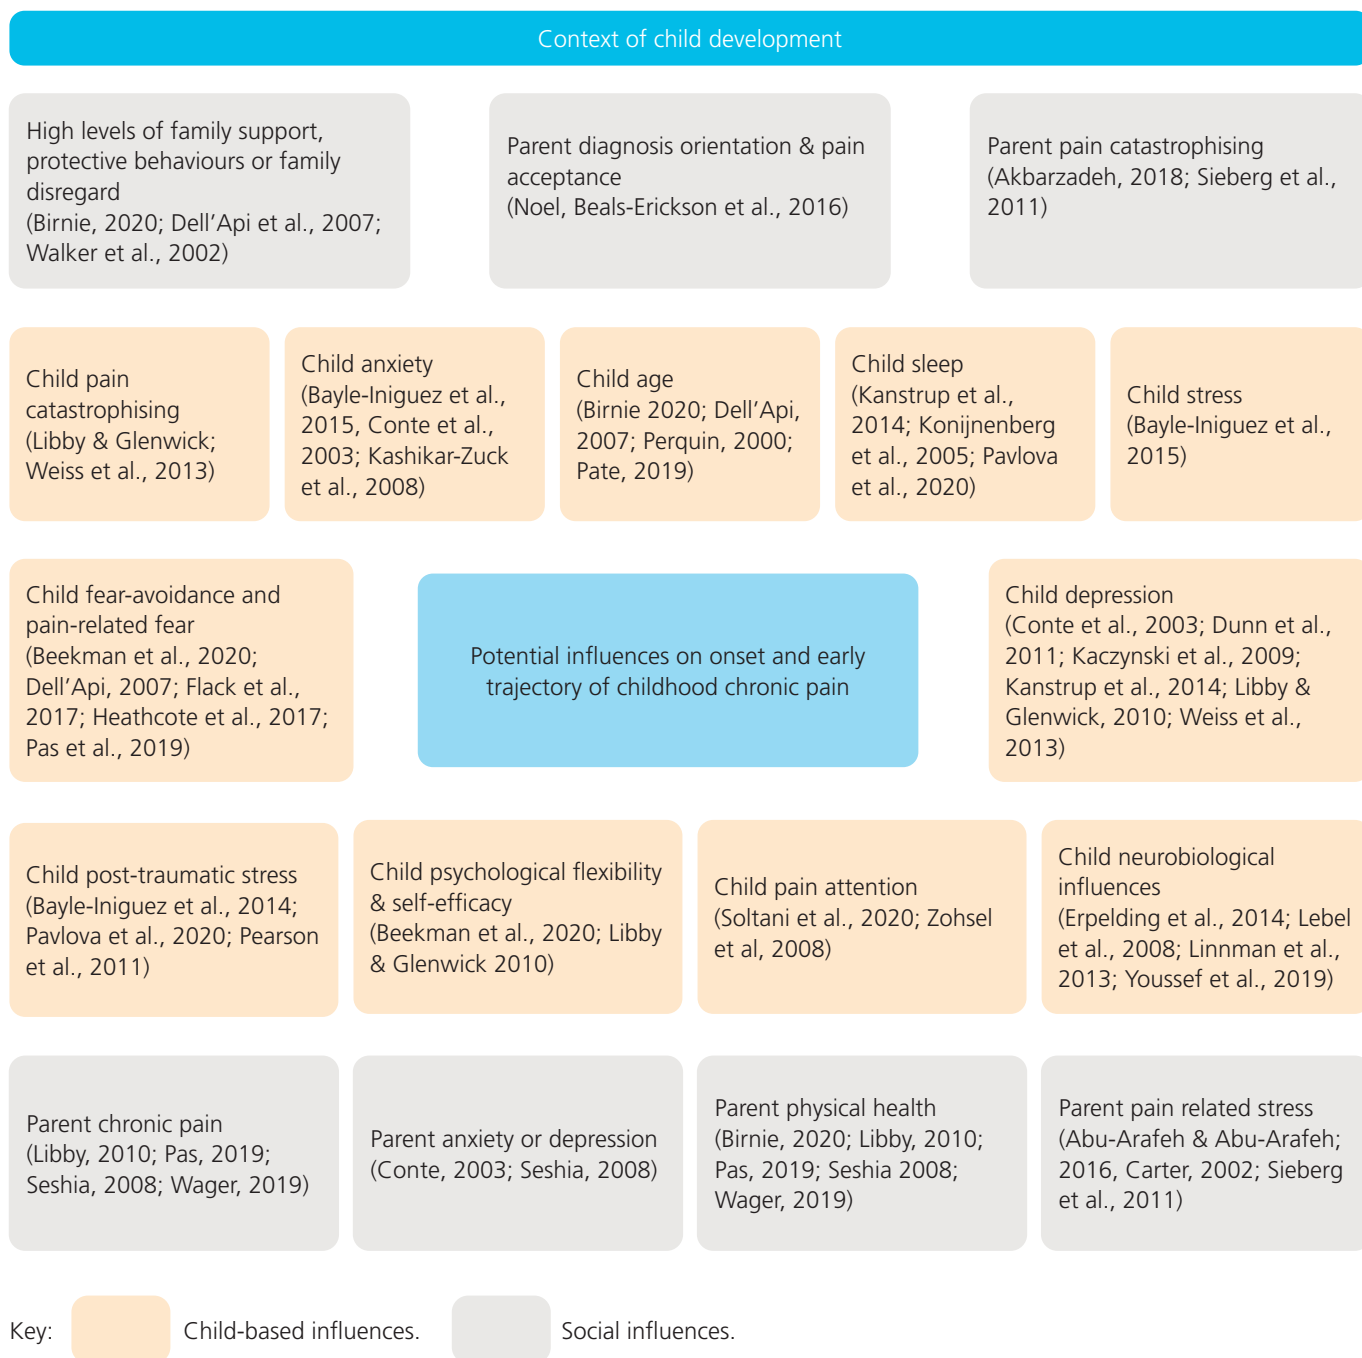 Context of child development
High levels of family support,
protective behaviours or family
disregard
(Birnie, 2020; Dell’Api et al., 2007;
Walker et al., 2002)
Parent diagnosis orientation & pain
acceptance
(Noel, Beals-Erickson et al., 2016)
Parent pain catastrophising
(Akbarzadeh, 2018; Sieberg et al.,
2011)
Child pain
catastrophising
(Libby & Glenwick;
Weiss et al., 2013)
Child anxiety
(Bayle-Iniguez et al.,
2015, Conte et al.,
2003; Kashikar-Zuck
et al., 2008)
Child age
(Birnie 2020; Dell’Api,
2007; Perquin, 2000;
Pate, 2019)
Child sleep
(Kanstrup et al.,
2014; Konijnenberg
et al., 2005; Pavlova
et al., 2020)
Child stress
(Bayle-Iniguez et al.,
2015)
Child fear-avoidance and
pain-related fear
(Beekman et al., 2020;
Dell’Api, 2007; Flack et al.,
2017; Heathcote et al., 2017;
Pas et al., 2019)
Potential influences on onset and early
trajectory of childhood chronic pain
Child depression
(Conte et al., 2003; Dunn et al.,
2011; Kaczynski et al., 2009;
Kanstrup et al., 2014; Libby &
Glenwick, 2010; Weiss et al.,
2013)
Child post-traumatic stress
(Bayle-Iniguez et al., 2014;
Pavlova et al., 2020; Pearson
et al., 2011)
Child psychological flexibility
& self-efficacy
(Beekman et al., 2020; Libby
& Glenwick 2010)
Child pain attention
(Soltani et al., 2020; Zohsel
et al, 2008)
Child neurobiological
influences
(Erpelding et al., 2014; Lebel
et al., 2008; Linnman et al.,
2013; Youssef et al., 2019)
Parent chronic pain
(Libby, 2010; Pas, 2019;
Seshia, 2008; Wager, 2019)
Parent anxiety or depression
(Conte, 2003; Seshia, 2008)
Parent physical health
(Birnie, 2020; Libby, 2010;
Pas, 2019; Seshia 2008;
Wager, 2019)
Parent pain related stress
(Abu-Arafeh & Abu-Arafeh;
2016, Carter, 2002; Sieberg
et al., 2011)
Key: Child-based influences. Social influences.